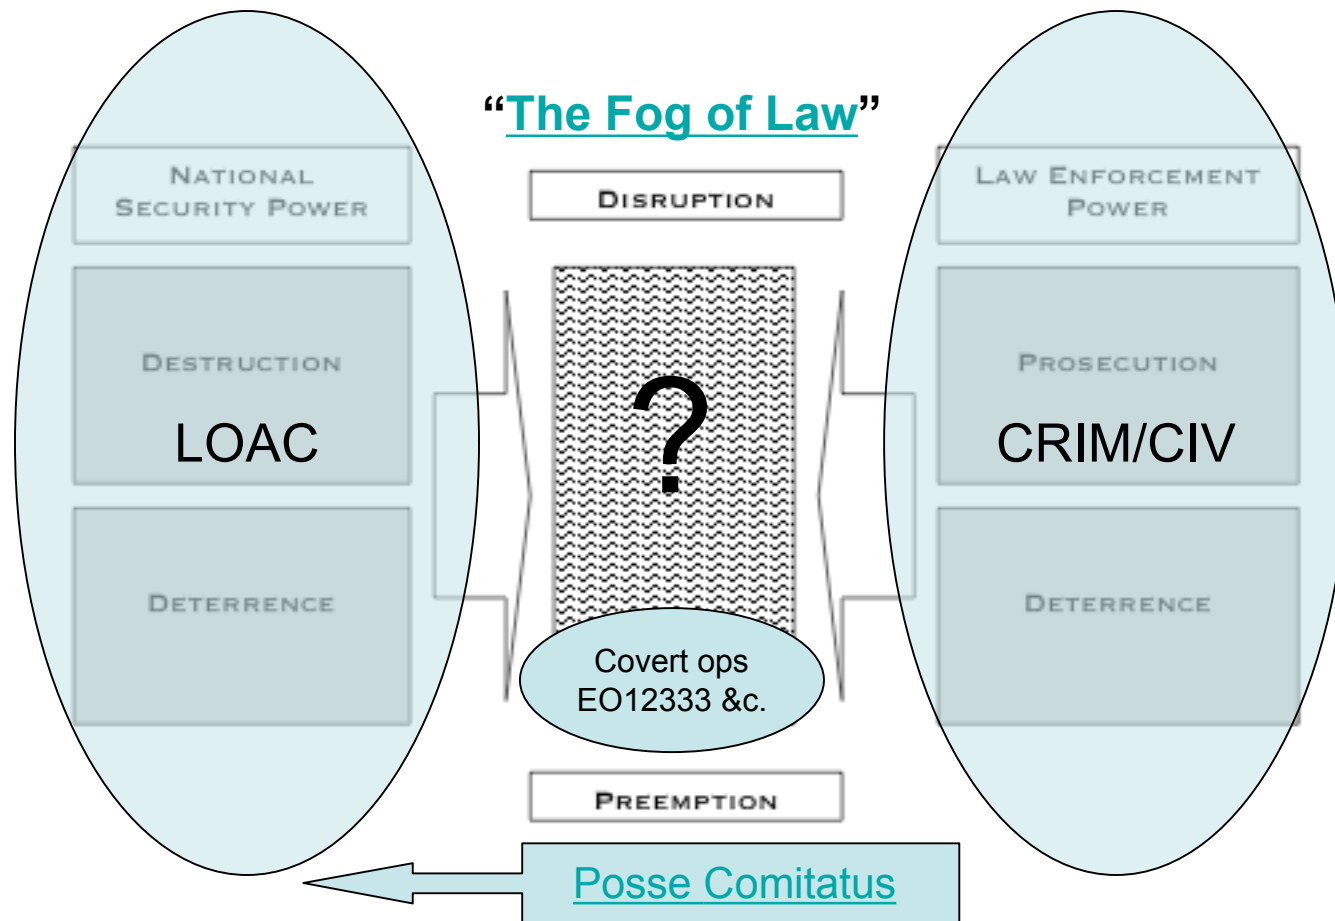 “The Fog of Law”
NATIONAL
SECURITY POWER
DESTRUCTION
LOAC
DETERRENCE
DISRUPTION
?
Covert ops
EO12333 &c.
PREEMPTION
Posse Comitatus
LAW ENFORCEMENT
POWER
PROSECUTION
CRIM/CIV
DETERRENCE